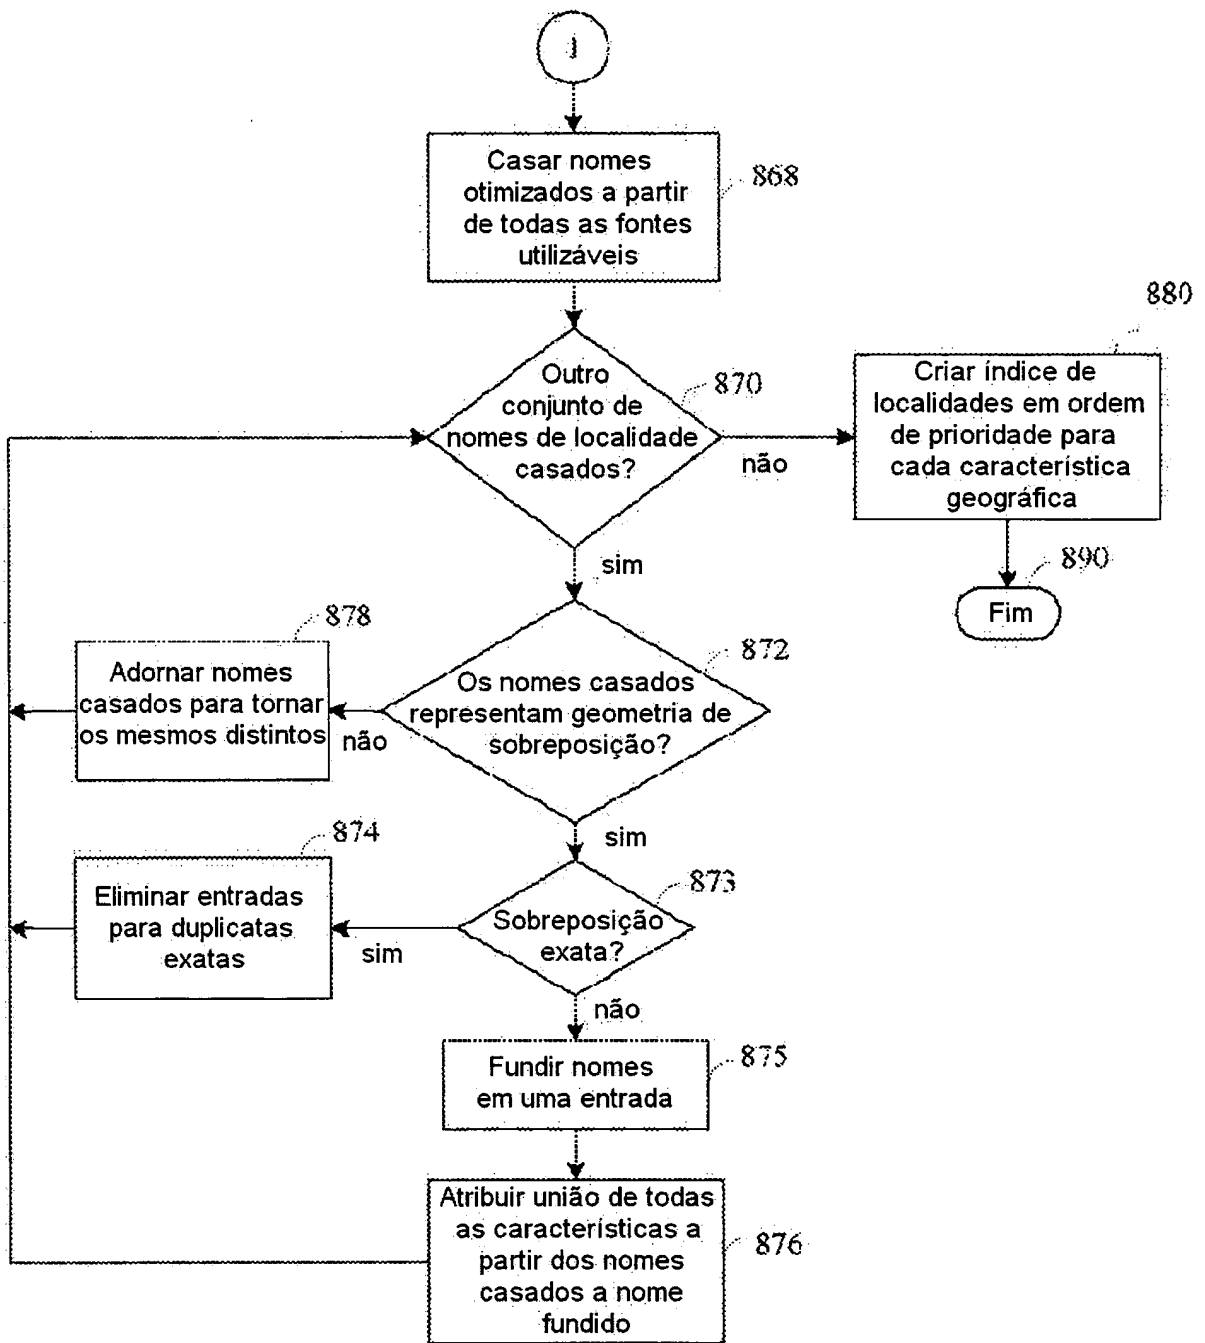 1
Casar nomes
otimizados a partir
de todas as fontes
utilizáveis
868
Outro
conjunto de
nomes de localidade
casados?
870
não
sim
880
Criar índice de
localidades em ordem
de prioridade para
cada característica
geográfica
890
Fim
872
Os nomes casados
representam geometria de
sobreposição?
não
sim
878
Adornar nomes
casados para tornar
os mesmos distintos
873
Sobreposição
exata?
sim
não
874
Eliminar entradas
para duplicatas
exatas
875
Fundir nomes
em uma entrada
Atribuir união de todas
as características a
partir dos nomes
casados a nome
fundido
876